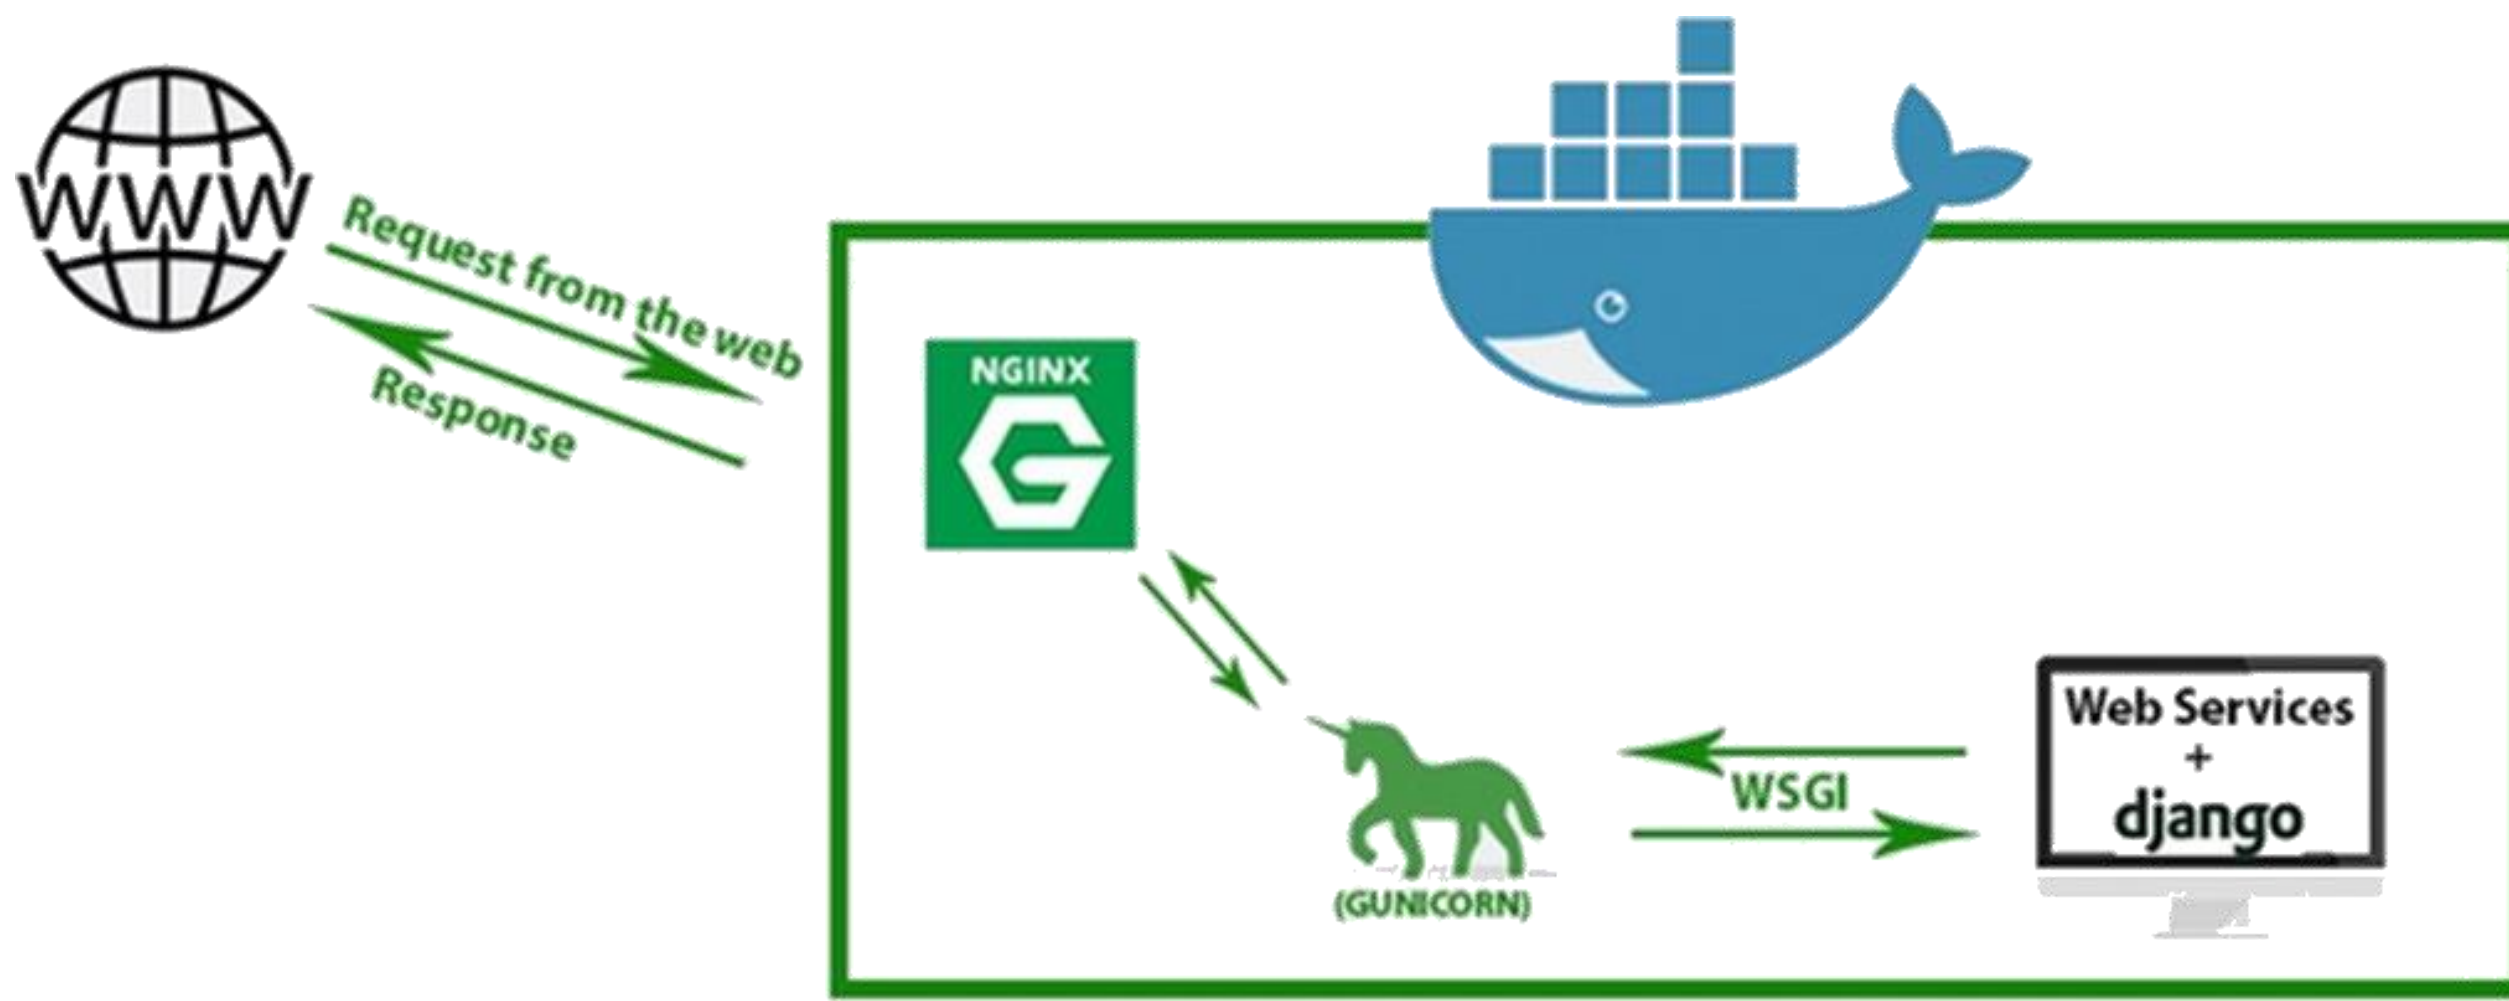 WWW
Request from the web
Response
NGINX
WSGI
(GUNICORN)
Web Services
+
django